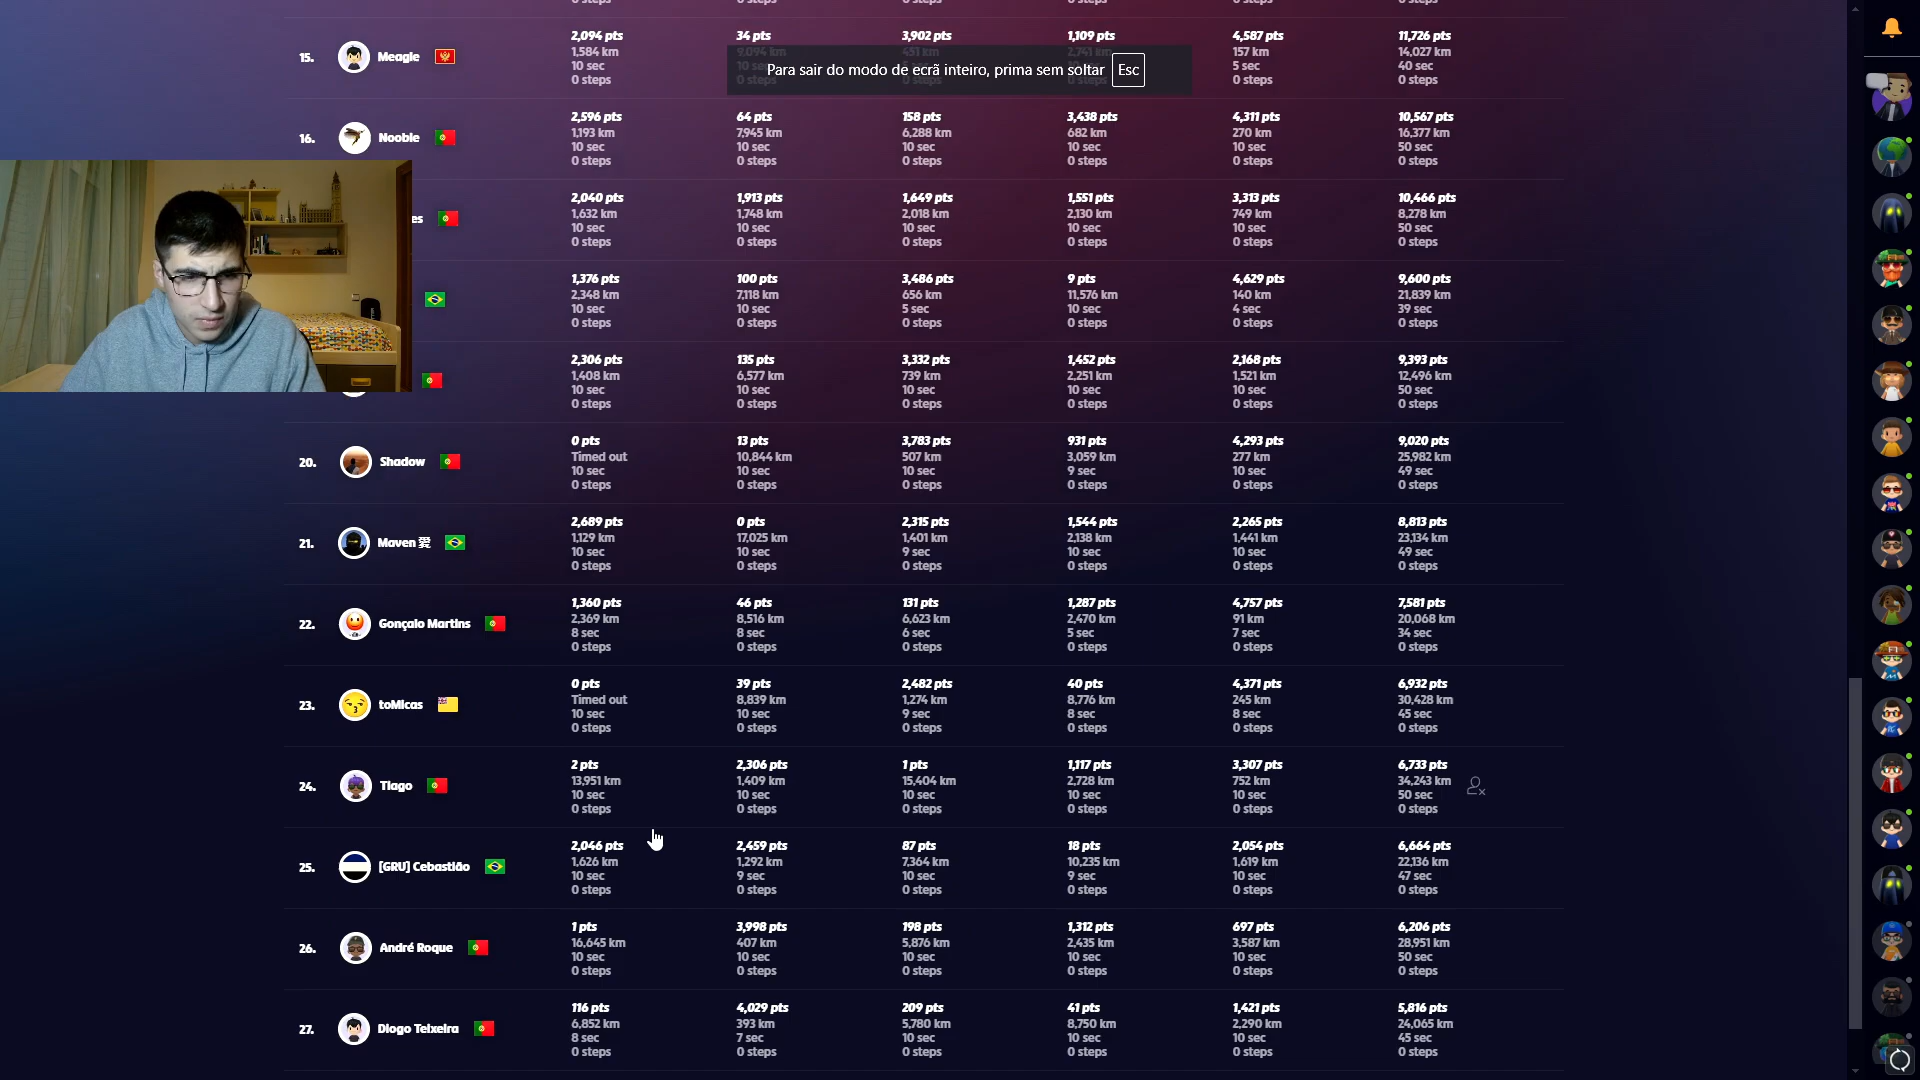 0 steps 0 steps 0 steps 0 steps 0 steps 0 steps
15. Meagle 2,094 pts 34 pts 3,902 pts 1,109 pts 4,587 pts 11,726 pts
1,584 km 9,094 km 451 km 2,741 km 157 km 14,027 km
10 sec 5 sec 40 sec
0 steps 0 steps 0 steps
Para sair do modo de ecrã inteiro, prima sem soltar Esc
16. Nooble 2,596 pts 64 pts 158 pts 3,438 pts 4,311 pts 10,567 pts
1,193 km 7,945 km 6,288 km 682 km 270 km 16,377 km
10 sec 10 sec 10 sec 10 sec 10 sec 50 sec
0 steps 0 steps 0 steps 0 steps 0 steps 0 steps
es 2,040 pts 1,913 pts 1,649 pts 1,551 pts 3,313 pts 10,466 pts
1,632 km 1,748 km 2,018 km 2,130 km 749 km 8,278 km
10 sec 10 sec 10 sec 10 sec 10 sec 50 sec
0 steps 0 steps 0 steps 0 steps 0 steps 0 steps
1,376 pts 100 pts 3,486 pts 9 pts 4,629 pts 9,600 pts
2,348 km 7,118 km 656 km 11,576 km 140 km 21,839 km
10 sec 10 sec 5 sec 10 sec 4 sec 39 sec
0 steps 0 steps 0 steps 0 steps 0 steps 0 steps
2,306 pts 135 pts 3,332 pts 1,452 pts 2,168 pts 9,393 pts
1,408 km 6,577 km 739 km 2,251 km 1,521 km 12,496 km
10 sec 10 sec 10 sec 10 sec 10 sec 50 sec
0 steps 0 steps 0 steps 0 steps 0 steps 0 steps
20. Shadow 0 pts 13 pts 3,783 pts 931 pts 4,293 pts 9,020 pts
Timed out 10,844 km 507 km 3,059 km 277 km 25,982 km
10 sec 10 sec 10 sec 9 sec 10 sec 49 sec
0 steps 0 steps 0 steps 0 steps 0 steps 0 steps
21. Maven 愛 2,689 pts 0 pts 2,315 pts 1,544 pts 2,265 pts 8,813 pts
1,129 km 17,025 km 1,401 km 2,138 km 1,441 km 23,134 km
10 sec 10 sec 9 sec 10 sec 10 sec 49 sec
0 steps 0 steps 0 steps 0 steps 0 steps 0 steps
22. Gonçalo Martins 1,360 pts 46 pts 131 pts 1,287 pts 4,757 pts 7,581 pts
2,369 km 8,516 km 6,623 km 2,470 km 91 km 20,068 km
8 sec 8 sec 6 sec 5 sec 7 sec 34 sec
0 steps 0 steps 0 steps 0 steps 0 steps 0 steps
23. toMicas 0 pts 39 pts 2,482 pts 40 pts 4,371 pts 6,932 pts
Timed out 8,839 km 1,274 km 8,776 km 245 km 30,428 km
10 sec 10 sec 9 sec 8 sec 8 sec 45 sec
0 steps 0 steps 0 steps 0 steps 0 steps 0 steps
24. Tiago 2 pts 2,306 pts 1 pts 1,117 pts 3,307 pts 6,733 pts
13,951 km 1,409 km 15,404 km 2,728 km 752 km 34,243 km
10 sec 10 sec 10 sec 10 sec 10 sec 50 sec
0 steps 0 steps 0 steps 0 steps 0 steps 0 steps
25. [GRU] Cebastião 2,046 pts 2,459 pts 87 pts 18 pts 2,054 pts 6,664 pts
1,626 km 1,292 km 7,364 km 10,235 km 1,619 km 22,136 km
10 sec 9 sec 10 sec 9 sec 10 sec 47 sec
0 steps 0 steps 0 steps 0 steps 0 steps 0 steps
26. André Roque 1 pts 3,998 pts 198 pts 1,312 pts 697 pts 6,206 pts
16,645 km 407 km 5,876 km 2,435 km 3,587 km 28,951 km
10 sec 10 sec 10 sec 10 sec 10 sec 50 sec
0 steps 0 steps 0 steps 0 steps 0 steps 0 steps
27. Diogo Teixeira 116 pts 4,029 pts 209 pts 41 pts 1,421 pts 5,816 pts
6,852 km 393 km 5,780 km 8,750 km 2,290 km 24,065 km
8 sec 7 sec 10 sec 10 sec 10 sec 45 sec
0 steps 0 steps 0 steps 0 steps 0 steps 0 steps